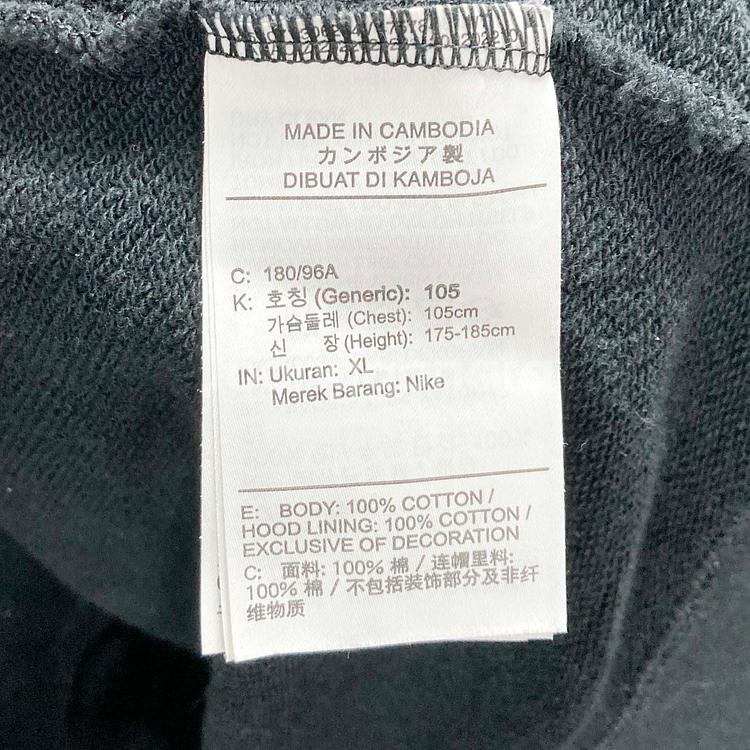 MADE IN CAMBODIA
カンボジア製
DIBUAT DI KAMBOJA
C: 180/96A
K: 호칭 (Generic): 105
가슴둘레 (Chest): 105cm
신 장 (Height): 175-185cm
IN: Ukuran: XL
Merek Barang: Nike
E: BODY: 100% COTTON /
HOOD LINING: 100% COTTON /
EXCLUSIVE OF DECORATION
C: 面料: 100% 棉 / 连帽里料:
100% 棉 / 不包括装饰部分及非纤
维物质